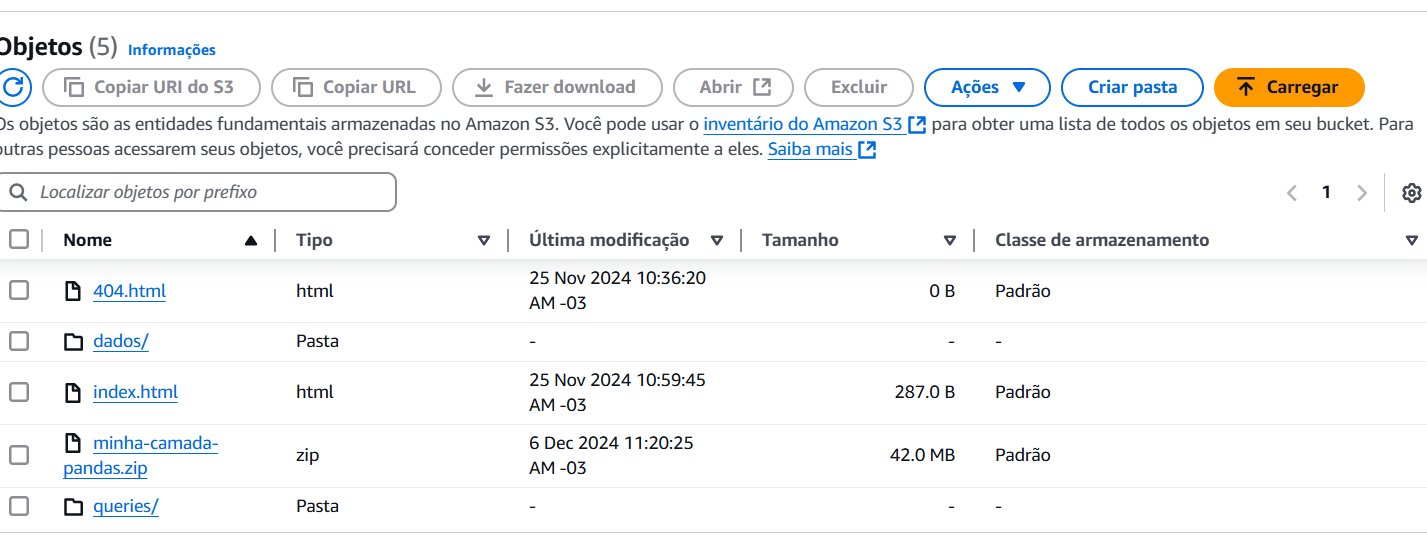 Objetos (5) Informações
Copiar URI do S3 Copiar URL Fazer download Abrir Excluir Ações Criar pasta Carregar
Os objetos são as entidades fundamentais armazenadas no Amazon S3. Você pode usar o inventário do Amazon S3 para obter uma lista de todos os objetos em seu bucket. Para
outras pessoas acessarem seus objetos, você precisará conceder permissões explicitamente a eles. Saiba mais
Localizar objetos por prefixo
1
Nome Tipo Última modificação Tamanho Classe de armazenamento
404.html html 25 Nov 2024 10:36:20 0 B Padrão
AM -03
dados/ Pasta - - -
index.html html 25 Nov 2024 10:59:45 287.0 B Padrão
AM -03
minha-camada- zip 6 Dec 2024 11:20:25 42.0 MB Padrão
pandas.zip AM -03
queries/ Pasta - - -